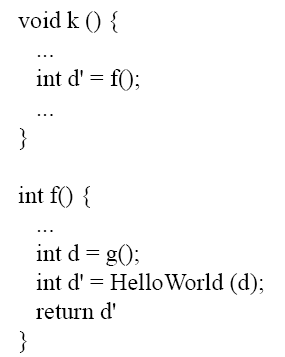 void k () {
...
int d' = f();
...
}
int f() {
...
int d = g();
int d' = HelloWorld (d);
return d'
}